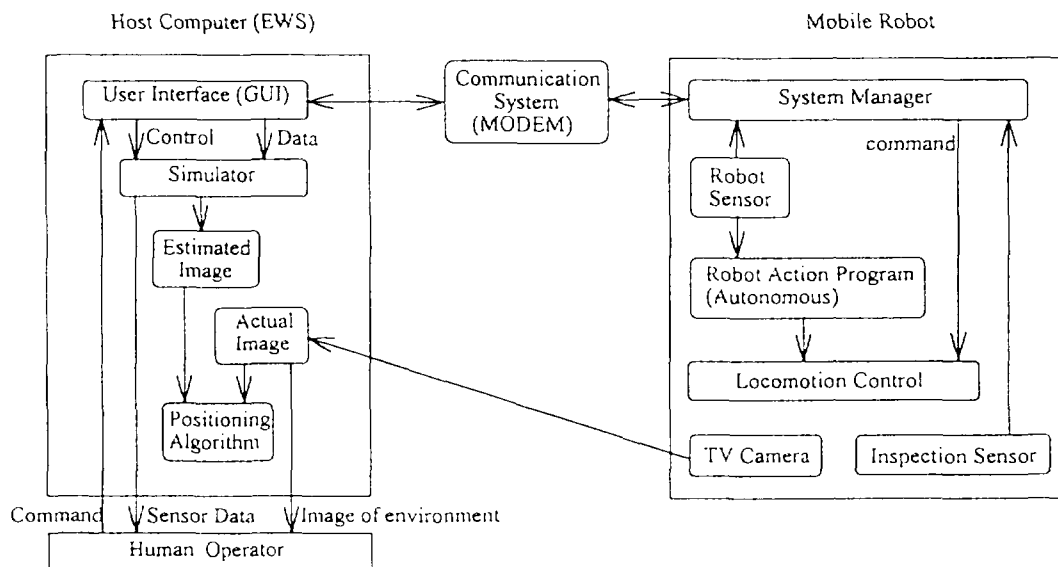 Host Computer (EWS)
Mobile Robot
User Interface (GUI)
Communication
System
(MODEM)
System Manager
Control
Data
command
Simulator
Robot
Sensor
Estimated
Image
Robot Action Program
(Autonomous)
Actual
Image
Locomotion Control
Positioning
Algorithm
TV Camera
Inspection Sensor
Command
Sensor Data
Image of environment
Human Operator